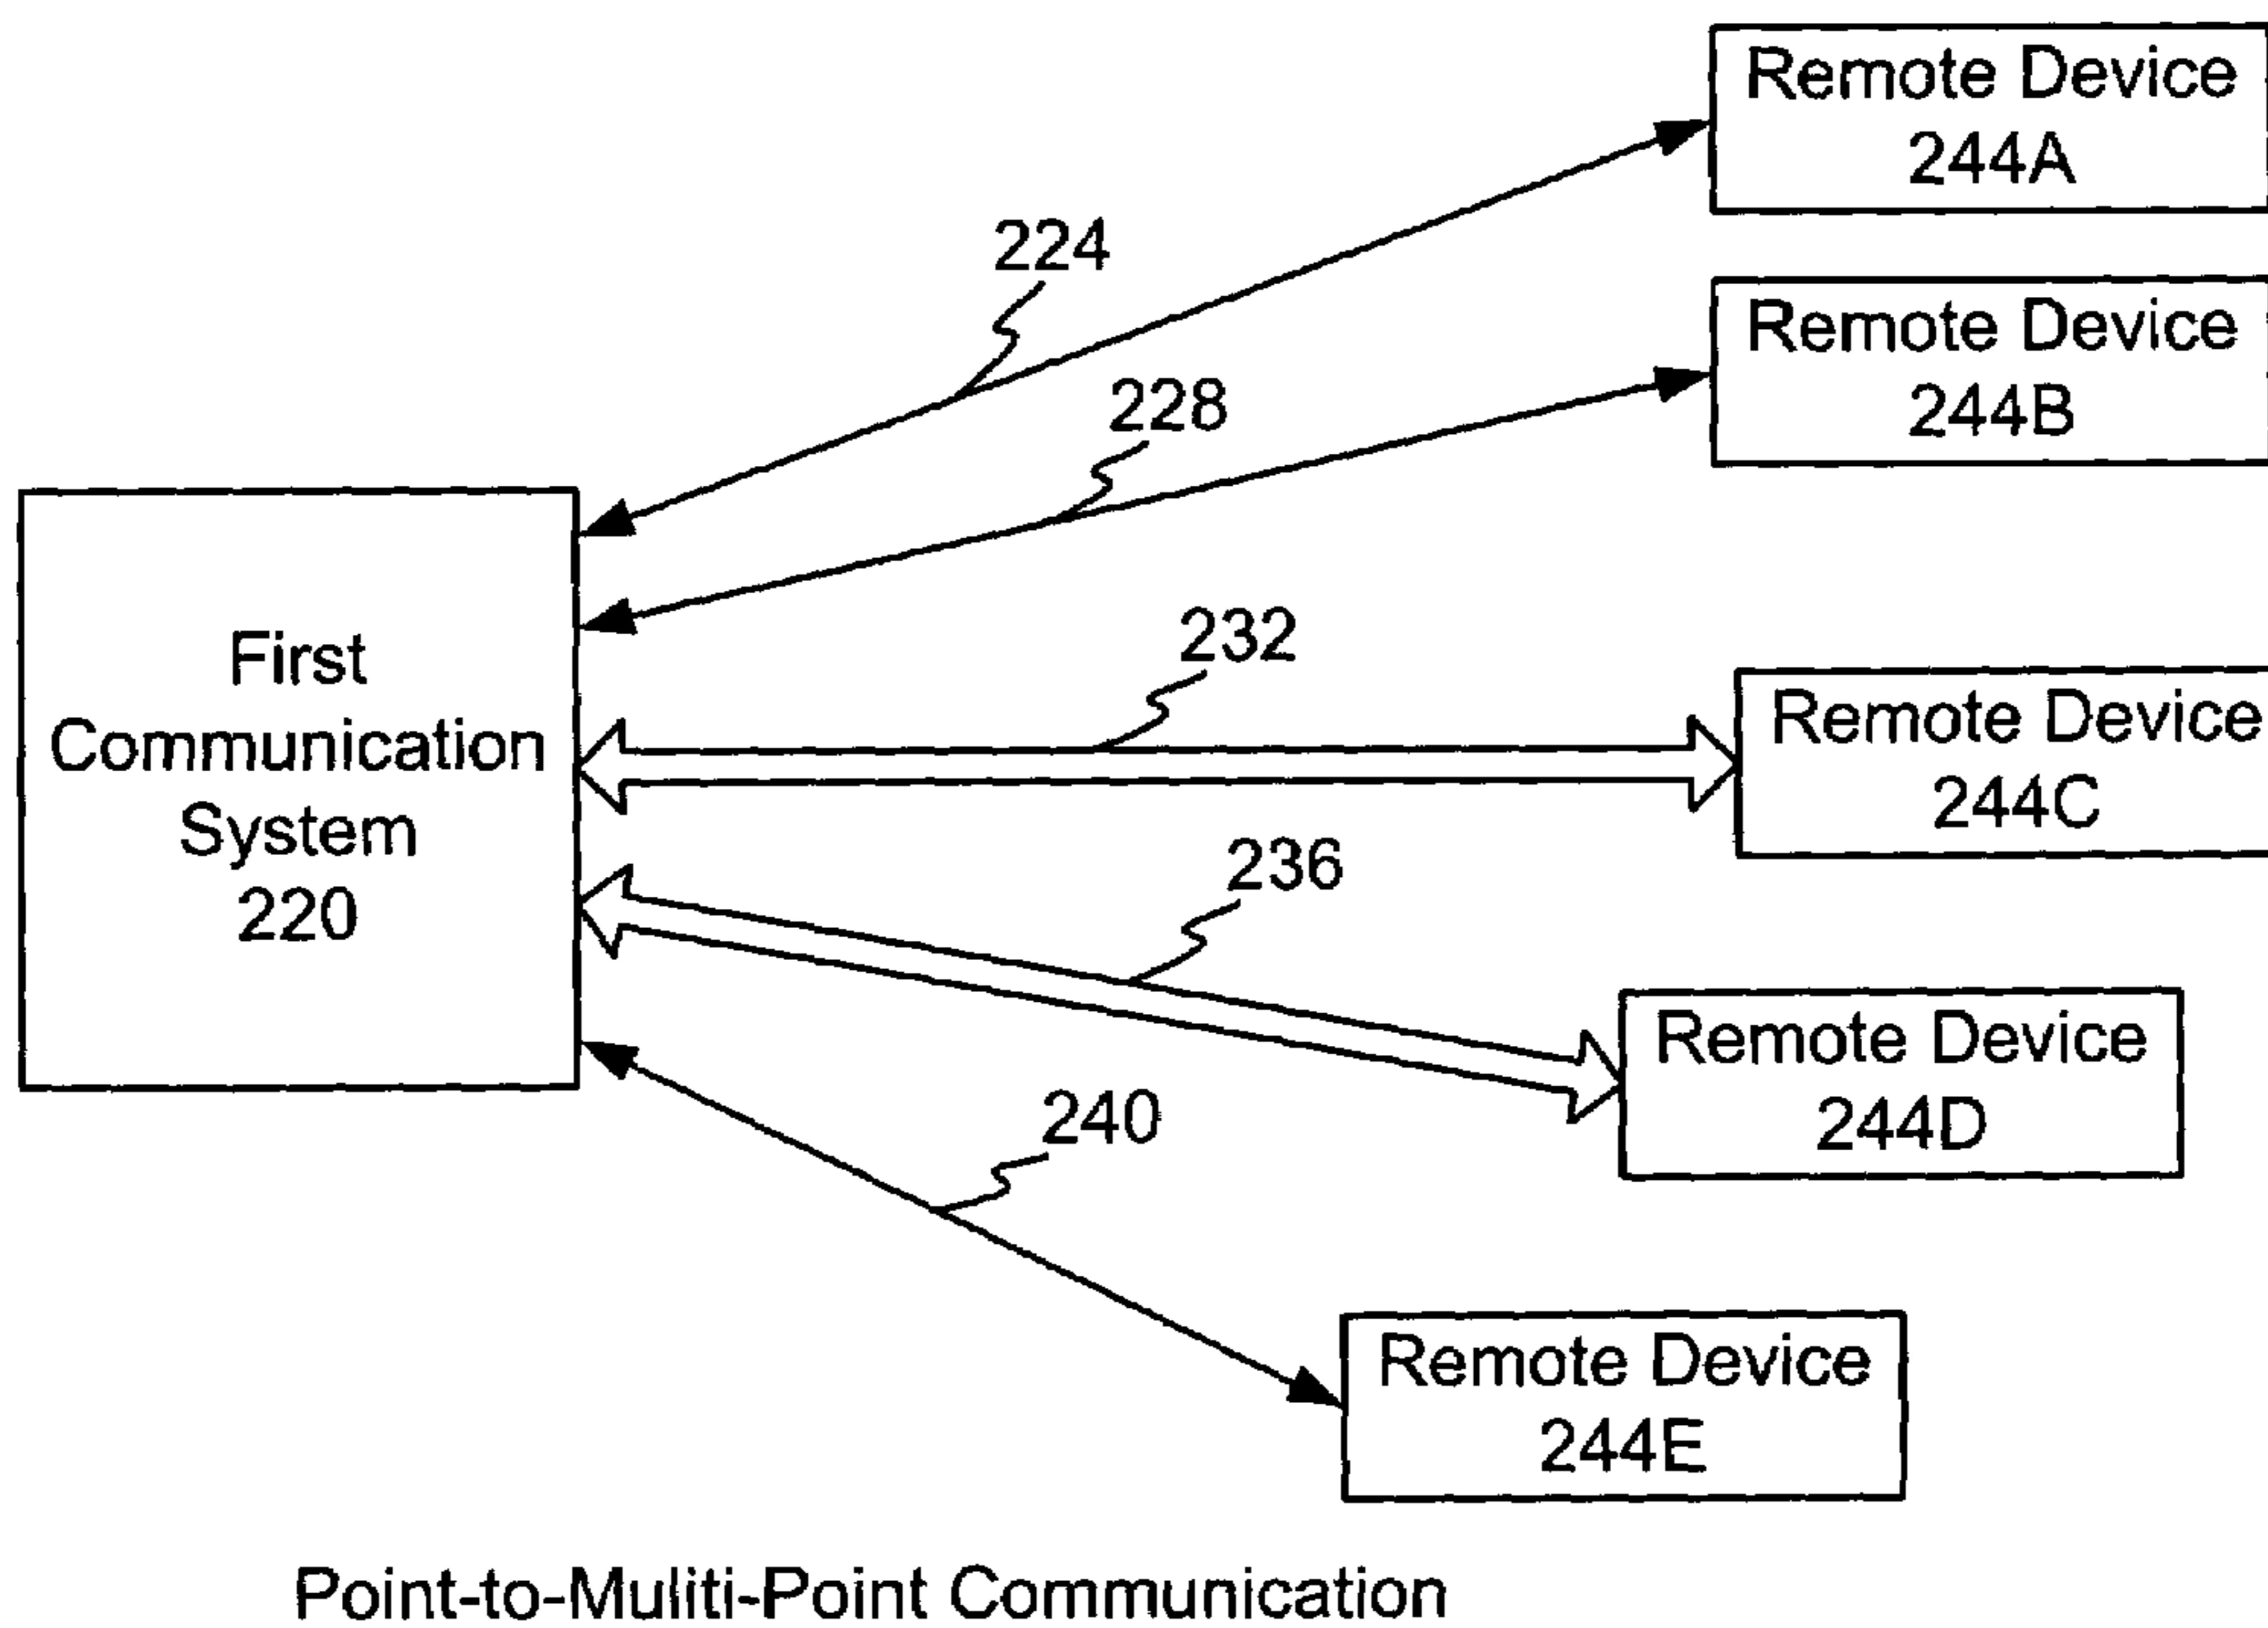 Remote Device
244A
224
Remote Device
244B
228
First
Communication
System
220
232
Remote Device
244C
236
Remote Device
244D
240
Remote Device
244E
Point-to-Muliti-Point Communication